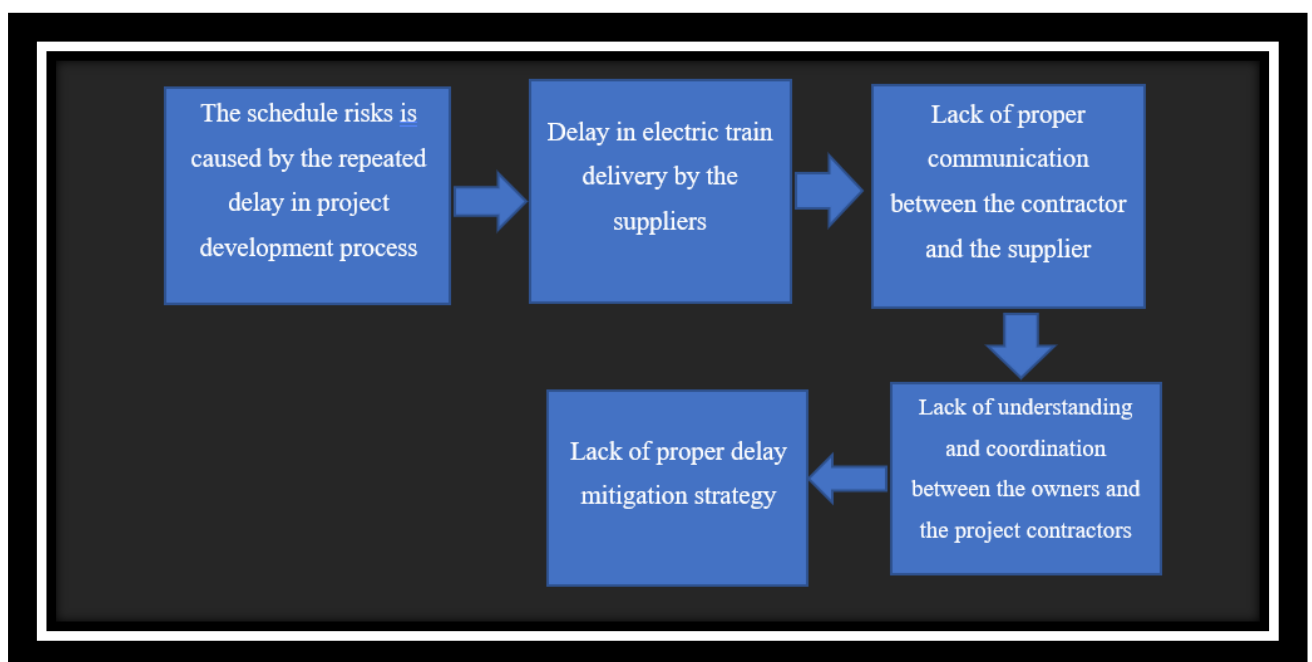 The schedule risks is
caused by the repeated
delay in project
development process
Delay in electric train
delivery by the
suppliers
Lack of proper
communication
between the contractor
and the supplier
Lack of understanding
and coordination
between the owners and
the project contractors
Lack of proper delay
mitigation strategy